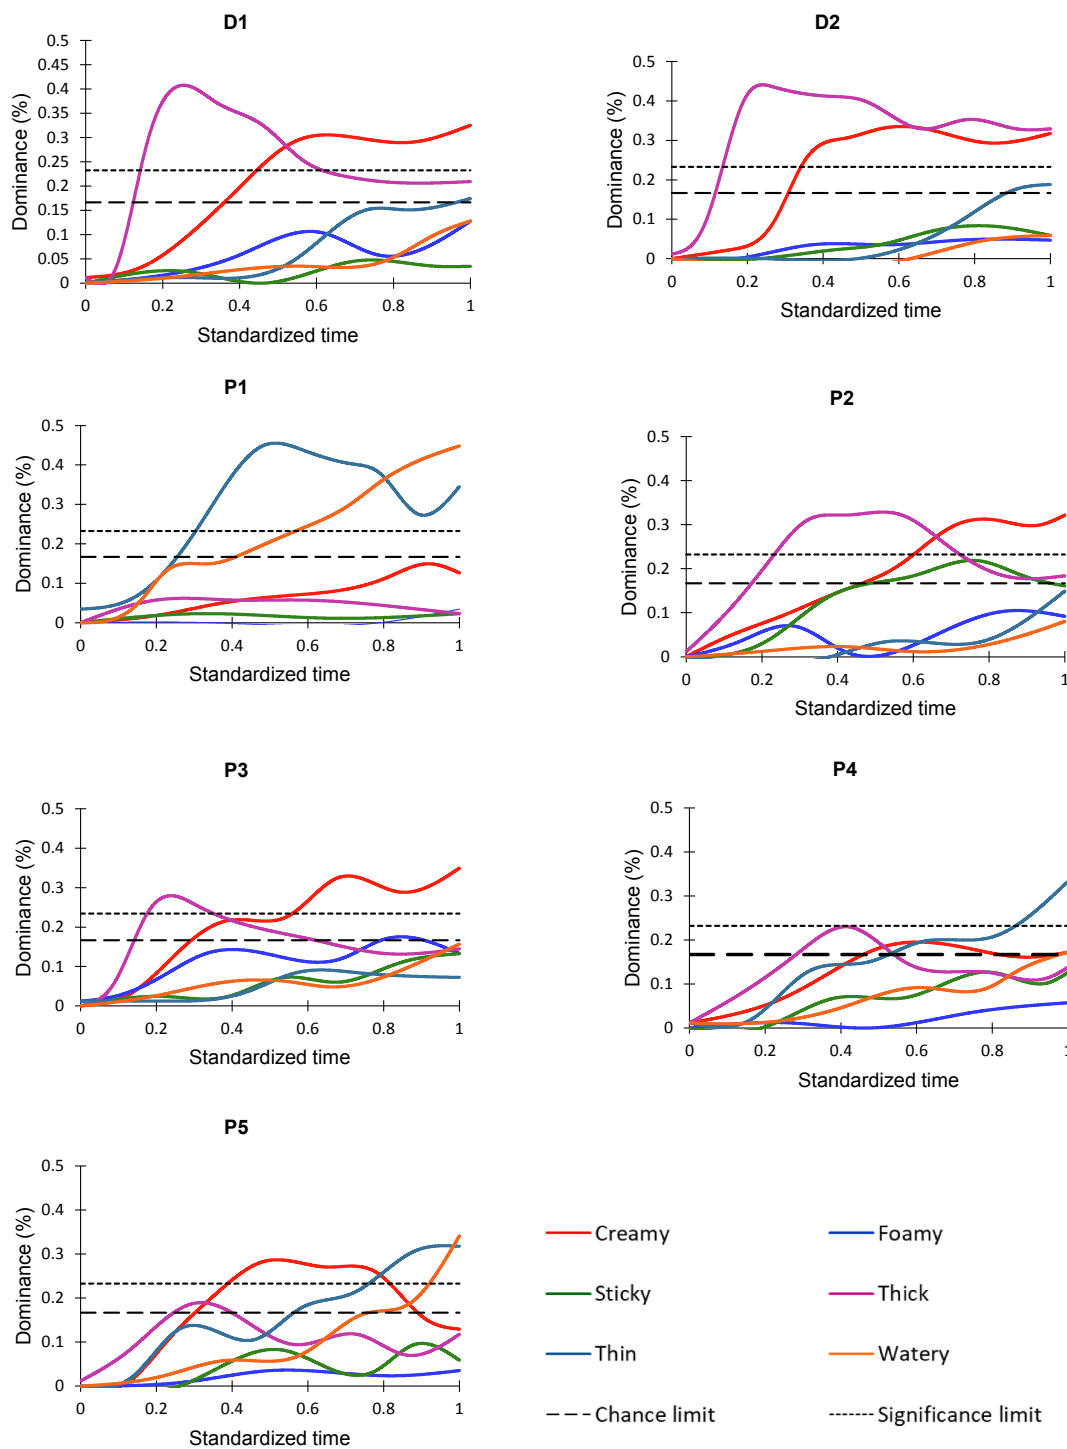 D1
0.5
0.45
0.4
0.35
0.3
0.25
0.2
0.15
0.1
0.05
0
Dominance (%)
0 0.2 0.4 0.6 0.8 1
Standardized time
D2
0.5
0.4
0.3
0.2
0.1
0
Dominance (%)
0 0.2 0.4 0.6 0.8 1
Standardized time
P1
0.5
0.4
0.3
0.2
0.1
0
Dominance (%)
0 0.2 0.4 0.6 0.8 1
Standardized time
P2
0.5
0.4
0.3
0.2
0.1
0
Dominance (%)
0 0.2 0.4 0.6 0.8 1
Standardized time
P3
0.5
0.4
0.3
0.2
0.1
0
Dominance (%)
0 0.2 0.4 0.6 0.8 1
Standardized time
P4
0.5
0.4
0.3
0.2
0.1
0
Dominance (%)
0 0.2 0.4 0.6 0.8 1
Standardized time
P5
0.5
0.4
0.3
0.2
0.1
0
Dominance (%)
0 0.2 0.4 0.6 0.8 1
Standardized time
Creamy Foamy
Sticky Thick
Thin Watery
Chance limit Significance limit